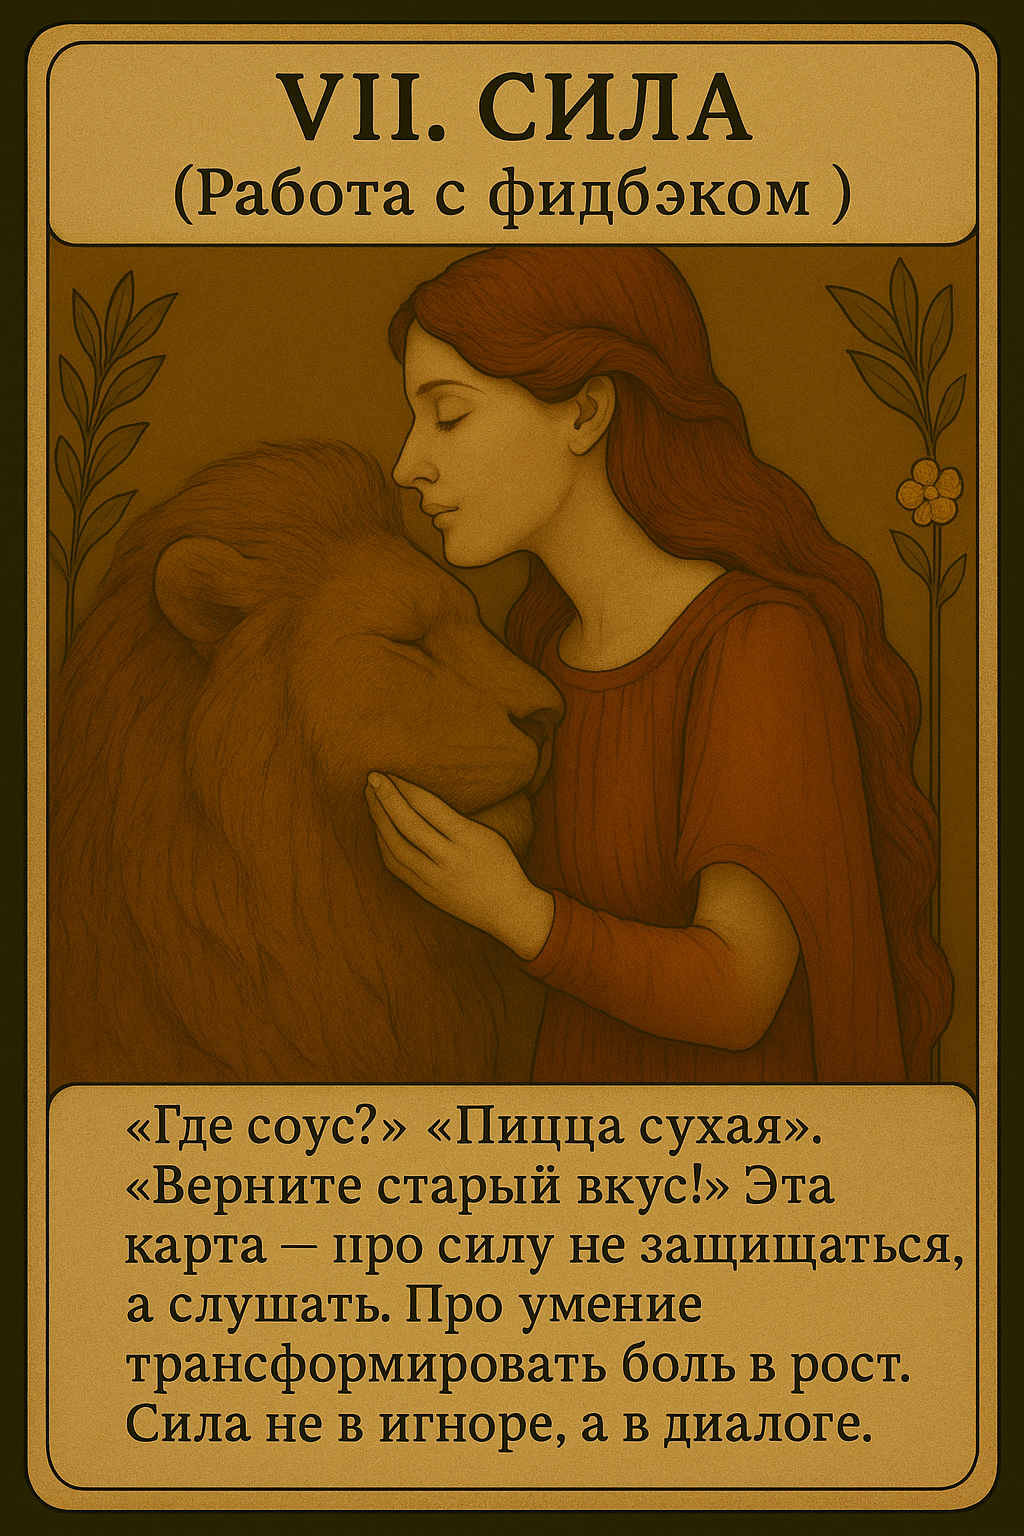 VII. СИЛА
(Работа с фидбэком )
«Где соус?» «Пицца сухая».
«Верните старый вкус!» Эта
карта — про силу не защищаться,
а слушать. Про умение
трансформировать боль в рост.
Сила не в игноре, а в диалоге.